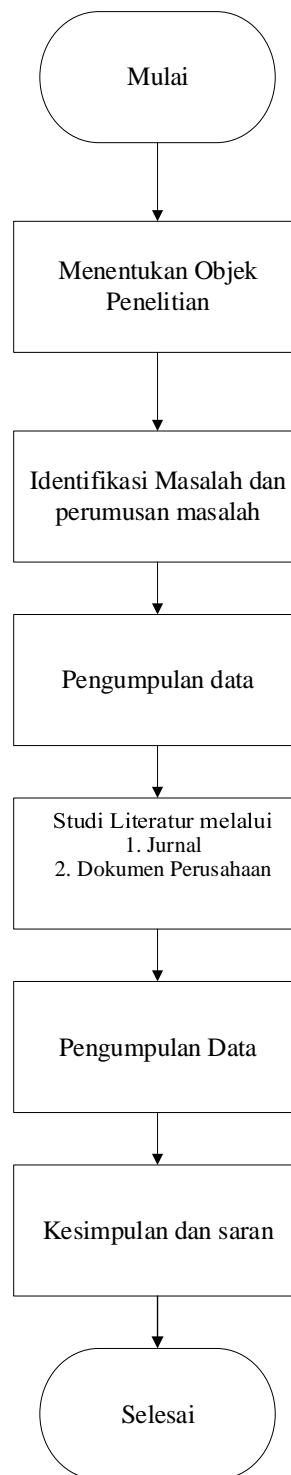 Mulai
Menentukan Objek
Penelitian
Identifikasi Masalah dan
perumusan masalah
Pengumpulan data
Studi Literatur melalui
1. Jurnal
2. Dokumen Perusahaan
Pengumpulan Data
Kesimpulan dan saran
Selesai